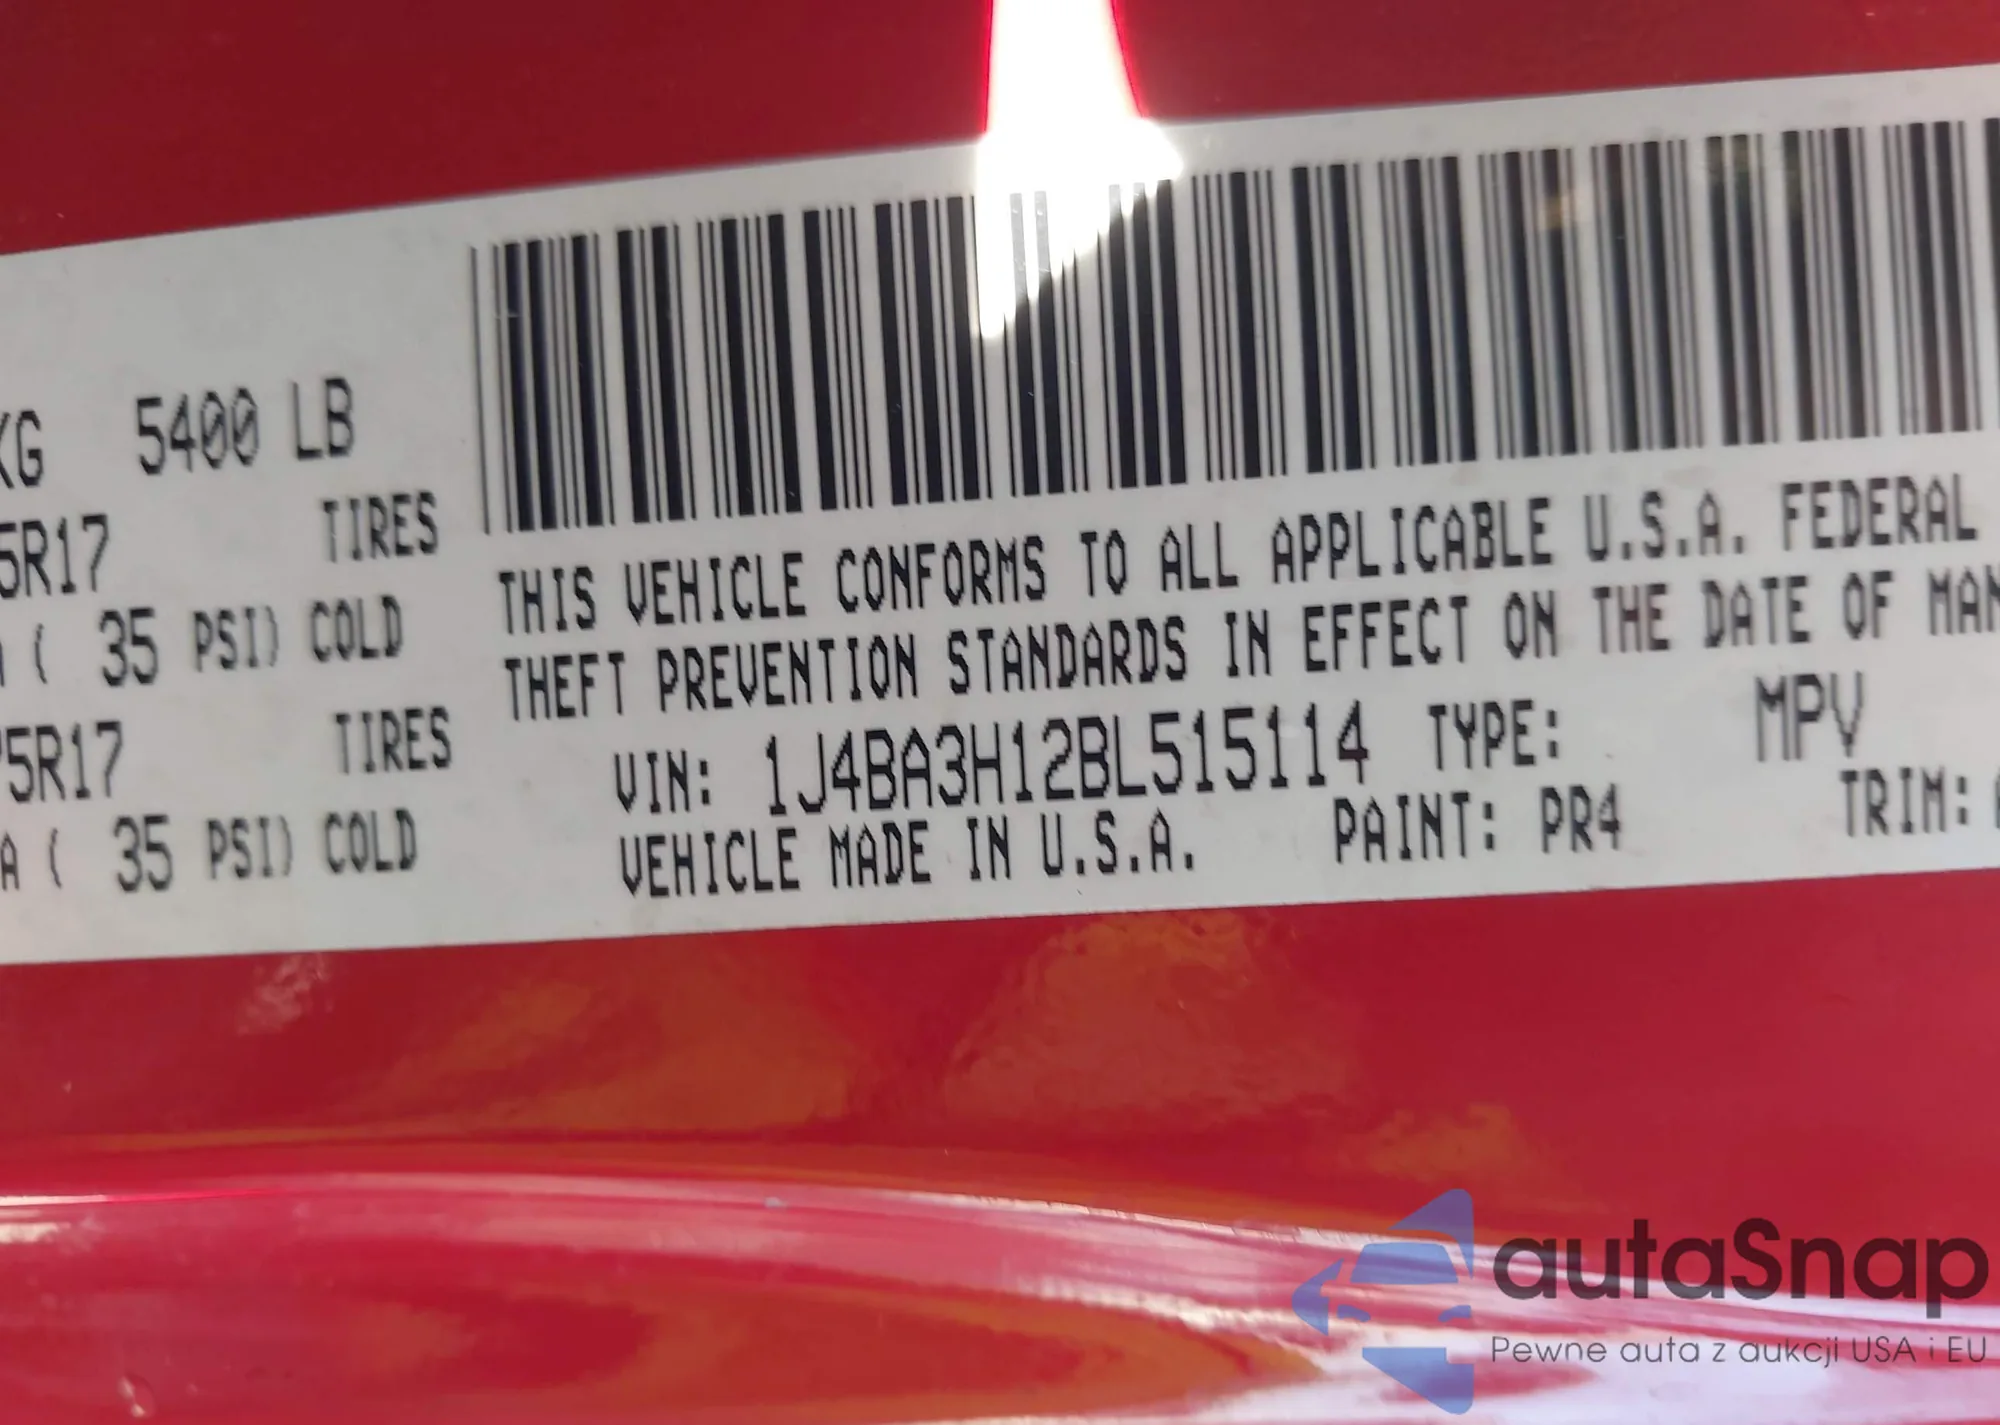 KG 5400 LB
5R17 TIRES
( 35 PSI) COLD
5R17 TIRES
A ( 35 PSI) COLD
THIS VEHICLE CONFORMS TO ALL APPLICABLE U.S.A. FEDERAL
THEFT PREVENTION STANDARDS IN EFFECT ON THE DATE OF MAN
VIN: 1J4BA3H12BL515114 TYPE: MPV
VEHICLE MADE IN U.S.A. PAINT: PR4 TRIM:
autaSnap
Pewne auta z aukcji USA i EU